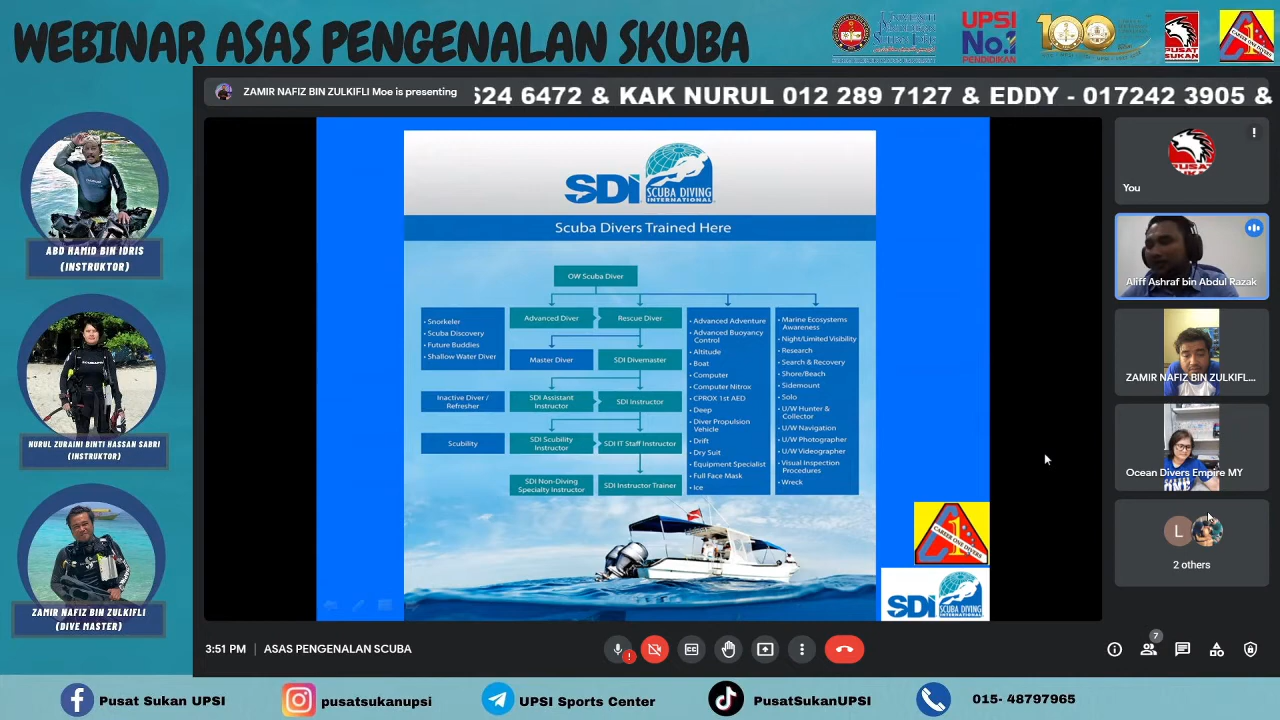 WEBINAR ASAS PENGENALAN SKUBA
UPSI
No.1
PENDIDIKAN
100
PUSAT
SUKAN
ZAMIR NAFIZ BIN ZULKIFLI Moe is presenting
624 6472 & KAK NURUL 012 289 7127 & EDDY - 017242 3905 &
ABD HAMID BIN IDRIS
(INSTRUKTOR)
NURUL ZURAINI BINTI HASSAN SABRI
(INSTRUKTOR)
ZAMIR NAFIZ BIN ZULKIFLI
(DIVE MASTER)
SDI SCUBA DIVING
INTERNATIONAL
Scuba Divers Trained Here
OW Scuba Diver
• Snorkeler
• Scuba Discovery
• Future Buddies
• Shallow Water Diver
Inactive Diver /
Refresher
Scubility
Advanced Diver
Rescue Diver
Master Diver
SDI Divemaster
SDI Assistant
Instructor
SDI Instructor
SDI Scubility
Instructor
SDI IT Staff Instructor
SDI Non-Diving
Specialty Instructor
SDI Instructor Trainer
• Advanced Adventure
• Advanced Buoyancy
Control
• Altitude
• Boat
• Computer
• Computer Nitrox
• CPROX 1st AED
• Deep
• Diver Propulsion
Vehicle
• Drift
• Dry Suit
• Equipment Specialist
• Full Face Mask
• Ice
• Marine Ecosystems
Awareness
• Night/Limited Visibility
• Research
• Search & Recovery
• Shore/Beach
• Sidemount
• Solo
• U/W Hunter &
Collector
• U/W Navigation
• U/W Photographer
• U/W Videographer
• Visual Inspection
Procedures
• Wreck
CAREER ONE DIVERS
SDI SCUBA DIVING
INTERNATIONAL
You
Aliff Ashraf bin Abdul Razak
ZAMIR NAFIZ BIN ZULKIFL...
Ocean Divers Empire MY
L
2 others
3:51 PM | ASAS PENGENALAN SCUBA
7
Pusat Sukan UPSI
pusatsukanupsi
UPSI Sports Center
PusatSukanUPSI
015- 48797965